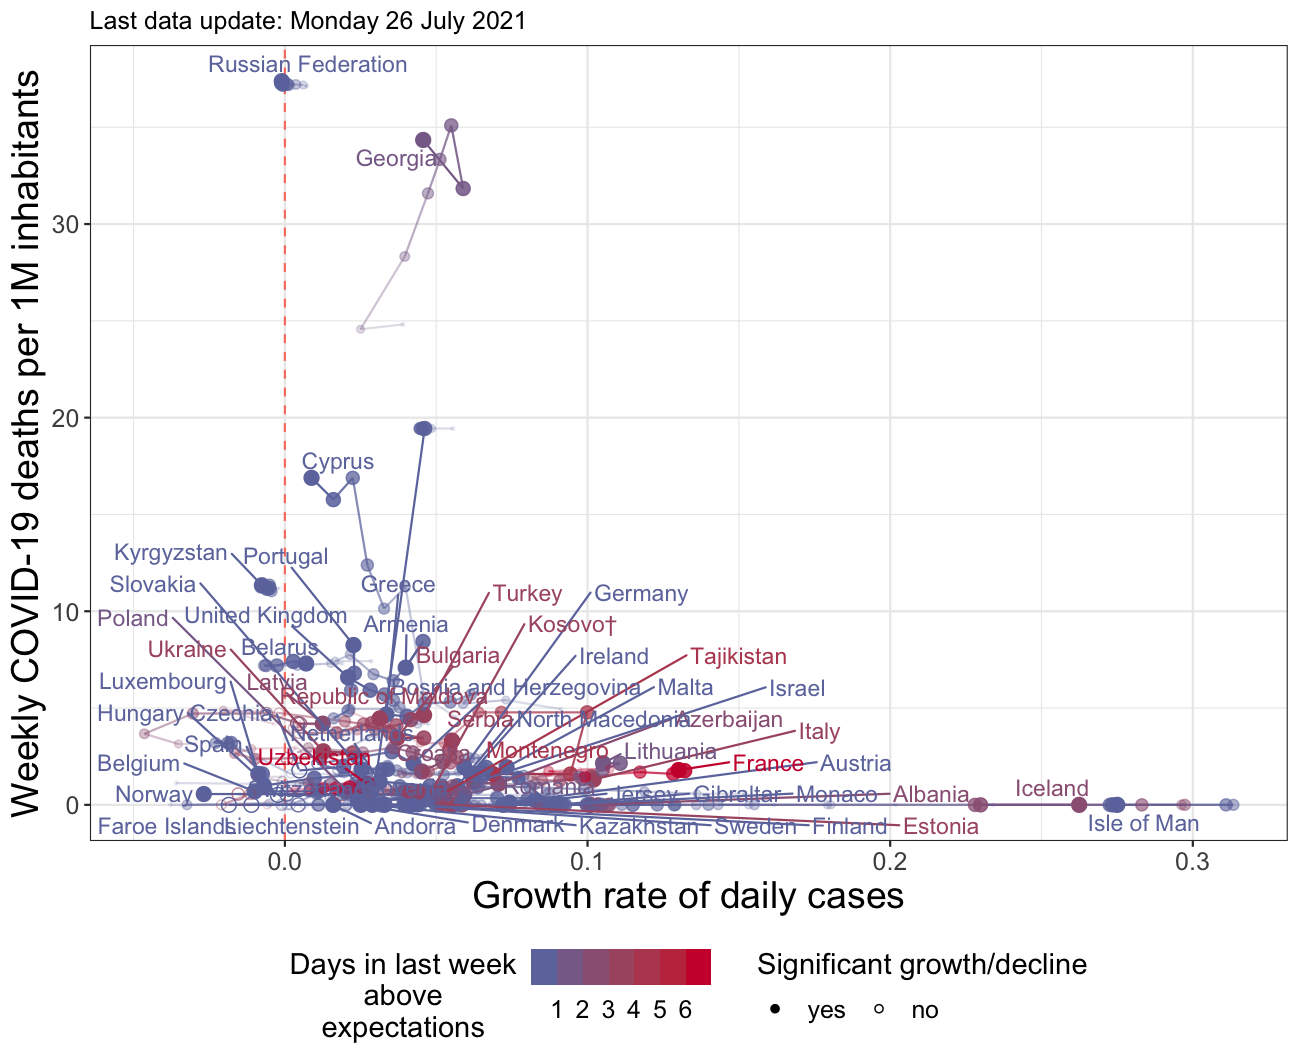 Last data update: Monday 26 July 2021
Weekly COVID-19 deaths per 1M inhabitants
30
20
10
0
Russian Federation
Georgia
Cyprus
Kyrgyzstan
Portugal
Slovakia
Greece
Turkey
Germany
Poland
United Kingdom
Armenia
Kosovo†
Ukraine
Belarus
Bulgaria
Ireland
Tajikistan
Luxembourg
Latvia
Republic of Moldova
Bosnia and Herzegovina
Malta
Israel
Hungary
Czechia
Netherlands
Serbia
North Macedonia
Azerbaijan
Italy
Spain
Uzbekistan
Croatia
Montenegro
Lithuania
France
Austria
Belgium
Norway
Romania
Jersey
Gibraltar
Monaco
Albania
Iceland
Faroe Islands
Liechtenstein
Andorra
Denmark
Kazakhstan
Sweden
Finland
Estonia
Isle of Man
0.0
0.1
0.2
0.3
Growth rate of daily cases
Days in last week
above
expectations
1 2 3 4 5 6
Significant growth/decline
yes
no